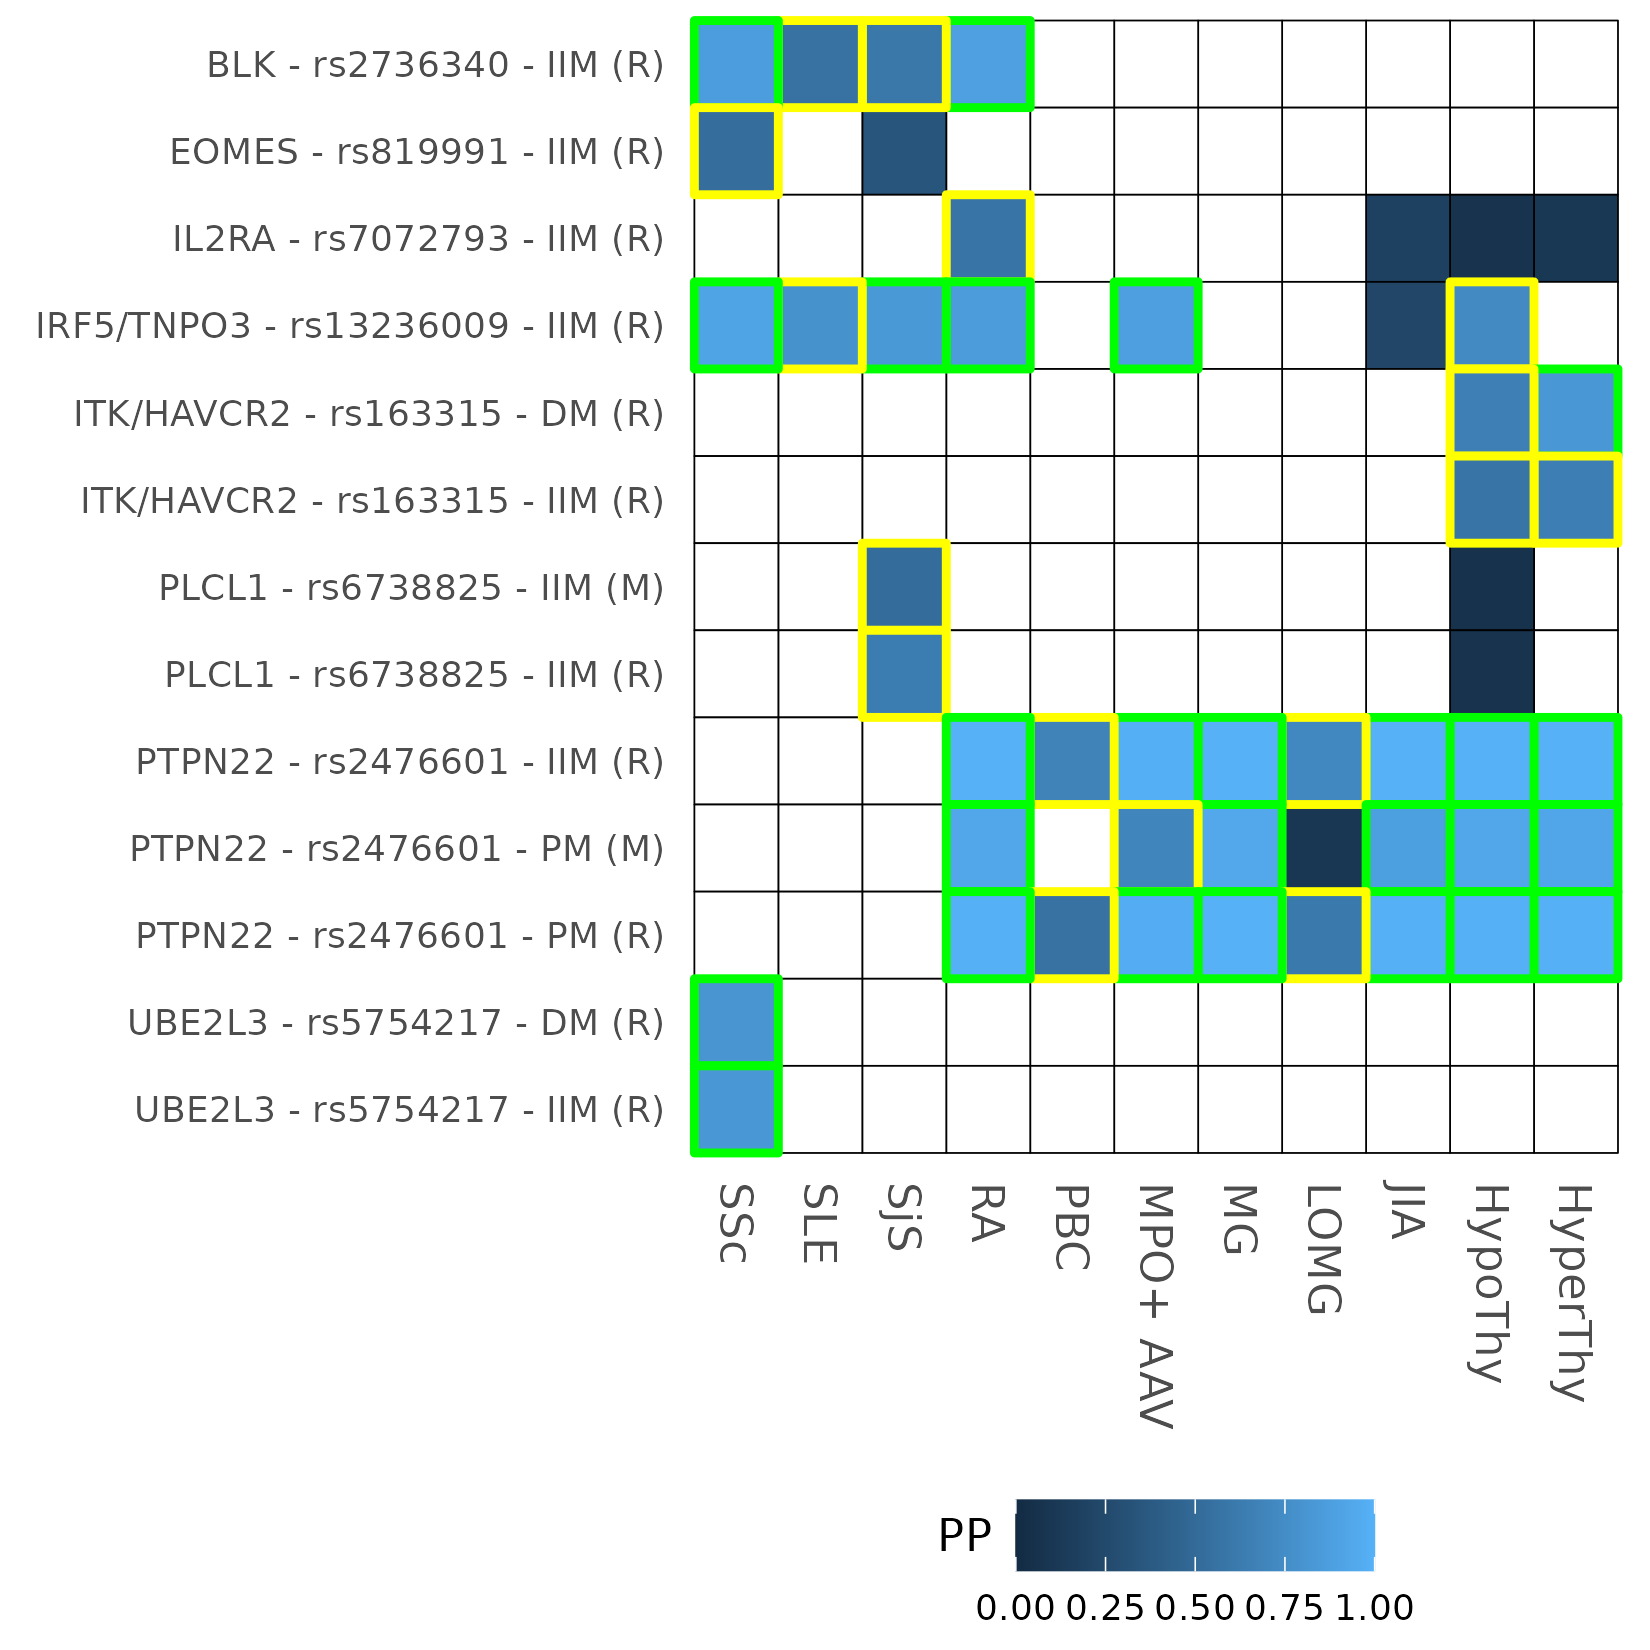 BLK - rs2736340 - IIM (R)
EOMES - rs819991 - IIM (R)
IL2RA - rs7072793 - IIM (R)
IRF5/TNPO3 - rs13236009 - IIM (R)
ITK/HAVCR2 - rs163315 - DM (R)
ITK/HAVCR2 - rs163315 - IIM (R)
PLCL1 - rs6738825 - IIM (M)
PLCL1 - rs6738825 - IIM (R)
PTPN22 - rs2476601 - IIM (R)
PTPN22 - rs2476601 - PM (M)
PTPN22 - rs2476601 - PM (R)
UBE2L3 - rs5754217 - DM (R)
UBE2L3 - rs5754217 - IIM (R)
SSc
SLE
SjS
RA
PBC
MPO+ AAV
MG
LOMG
JIA
HypoThy
HyperThy
PP
0.00 0.25 0.50 0.75 1.00